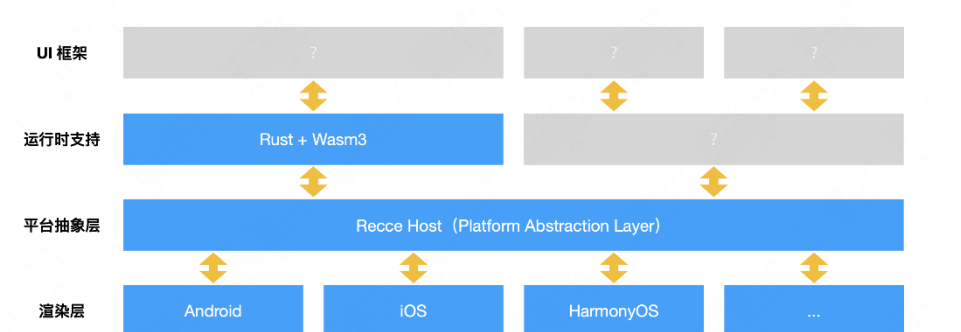 UI 框架
?
?
?
运行时支持
Rust + Wasm3
?
平台抽象层
Recce Host（Platform Abstraction Layer）
渲染层
Android
iOS
HarmonyOS
...